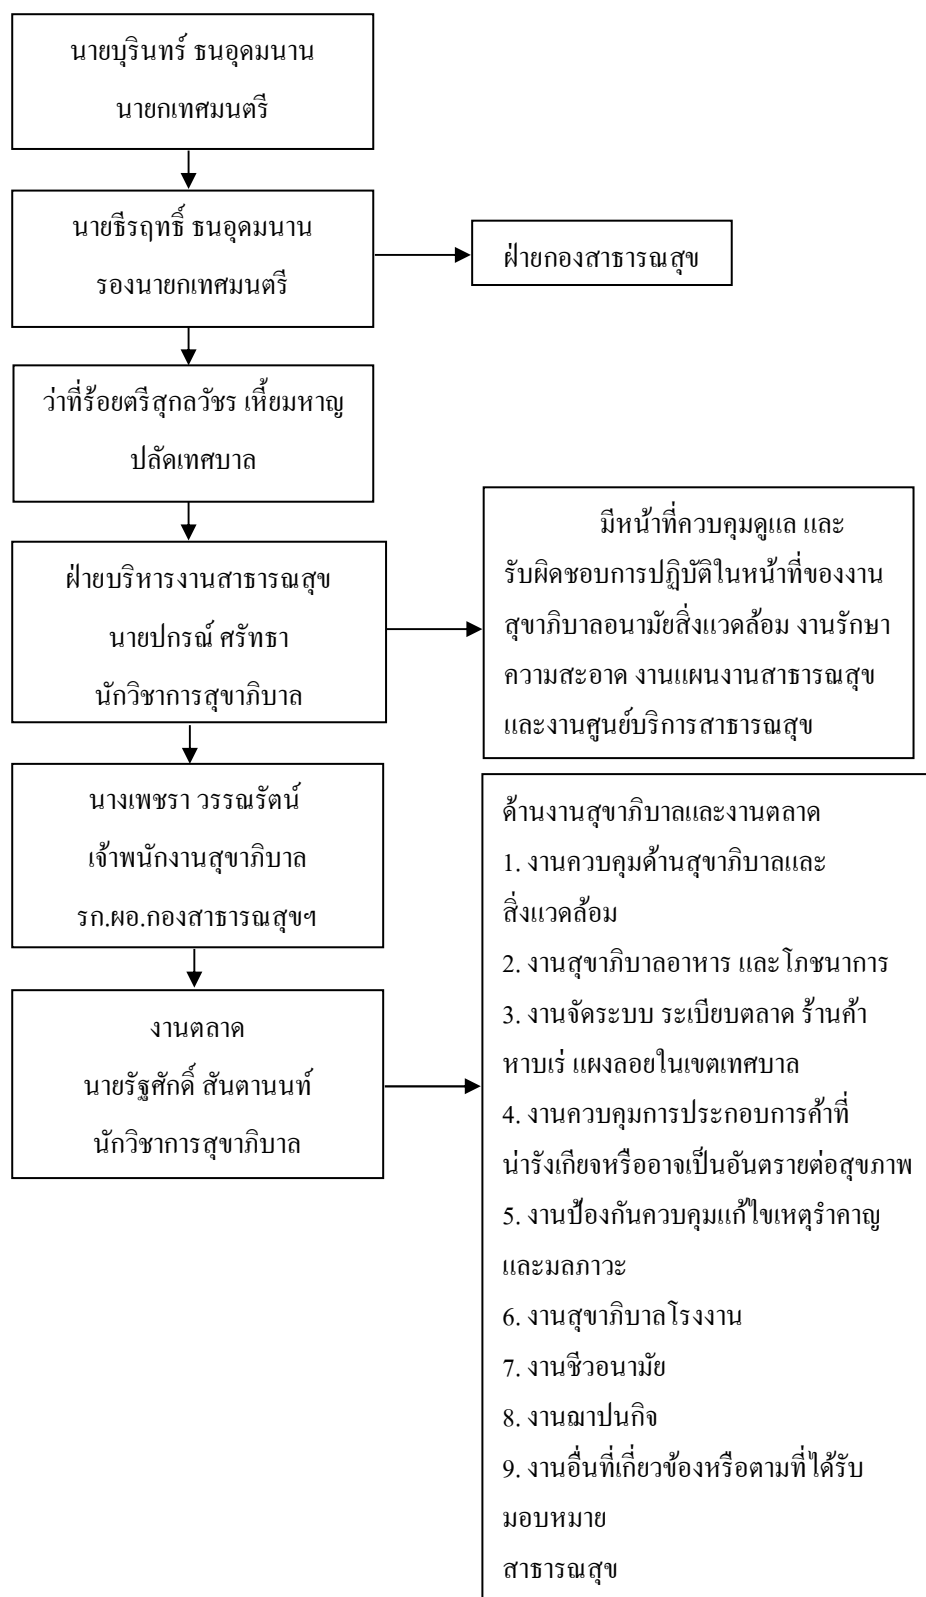 นายบุรินทร์ ธนอุดมนาน
นายกเทศมนตรี
นายธีรฤทธิ์ ธนอุดมนาน
รองนายกเทศมนตรี
ฝ่ายกองสาธารณสุข
ว่าที่ร้อยตรีสุกลวัชร เหี้ยมหาญ
ปลัดเทศบาล
ฝ่ายบริหารงานสาธารณสุข
นายปกรณ์ ศรัทธา
นักวิชาการสุขาภิบาล
มีหน้าที่ควบคุมดูแล และ
รับผิดชอบการปฏิบัติในหน้าที่ของงาน
สุขาภิบาลอนามัยสิ่งแวดล้อม งานรักษา
ความสะอาด งานแผนงานสาธารณสุข
และงานศูนย์บริการสาธารณสุข
นางเพชรา วรรณรัตน์
เจ้าพนักงานสุขาภิบาล
รก.ผอ.กองสาธารณสุขฯ
งานตลาด
นายรัฐศักดิ์ สันตานนท์
นักวิชาการสุขาภิบาล
ด้านงานสุขาภิบาลและงานตลาด
1. งานควบคุมด้านสุขาภิบาลและ
สิ่งแวดล้อม
2. งานสุขาภิบาลอาหาร และโภชนาการ
3. งานจัดระบบ ระเบียบตลาด ร้านค้า
หาบเร่ แผงลอยในเขตเทศบาล
4. งานควบคุมการประกอบการค้าที่
น่ารังเกียจหรืออาจเป็นอันตรายต่อสุขภาพ
5. งานป้องกันควบคุมแก้ไขเหตุรำคาญ
และมลภาวะ
6. งานสุขาภิบาลโรงงาน
7. งานชีวอนามัย
8. งานฌาปนกิจ
9. งานอื่นที่เกี่ยวข้องหรือตามที่ได้รับ
มอบหมาย
สาธารณสุข